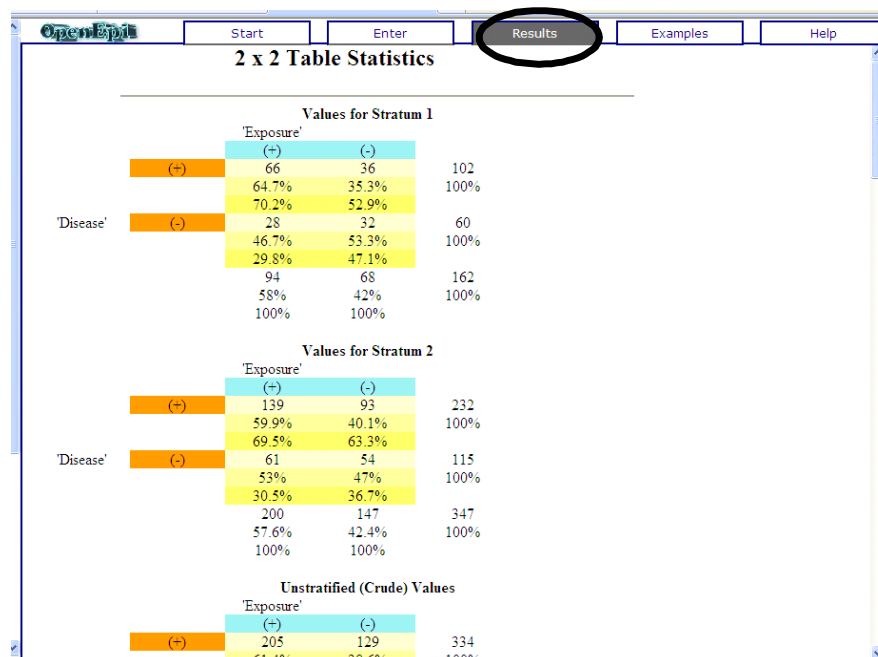 OpenEpi Start Enter Results Examples Help
2 x 2 Table Statistics
Values for Stratum 1
'Exposure'
(+) (-)
(+) 66 36 102
64.7% 35.3% 100%
70.2% 52.9%
'Disease' (-) 28 32 60
46.7% 53.3% 100%
29.8% 47.1%
94 68 162
58% 42% 100%
100% 100%
Values for Stratum 2
'Exposure'
(+) (-)
(+) 139 93 232
59.9% 40.1% 100%
69.5% 63.3%
'Disease' (-) 61 54 115
53% 47% 100%
30.5% 36.7%
200 147 347
57.6% 42.4% 100%
100% 100%
Unstratified (Crude) Values
'Exposure'
(+) (-)
(+) 205 129 334